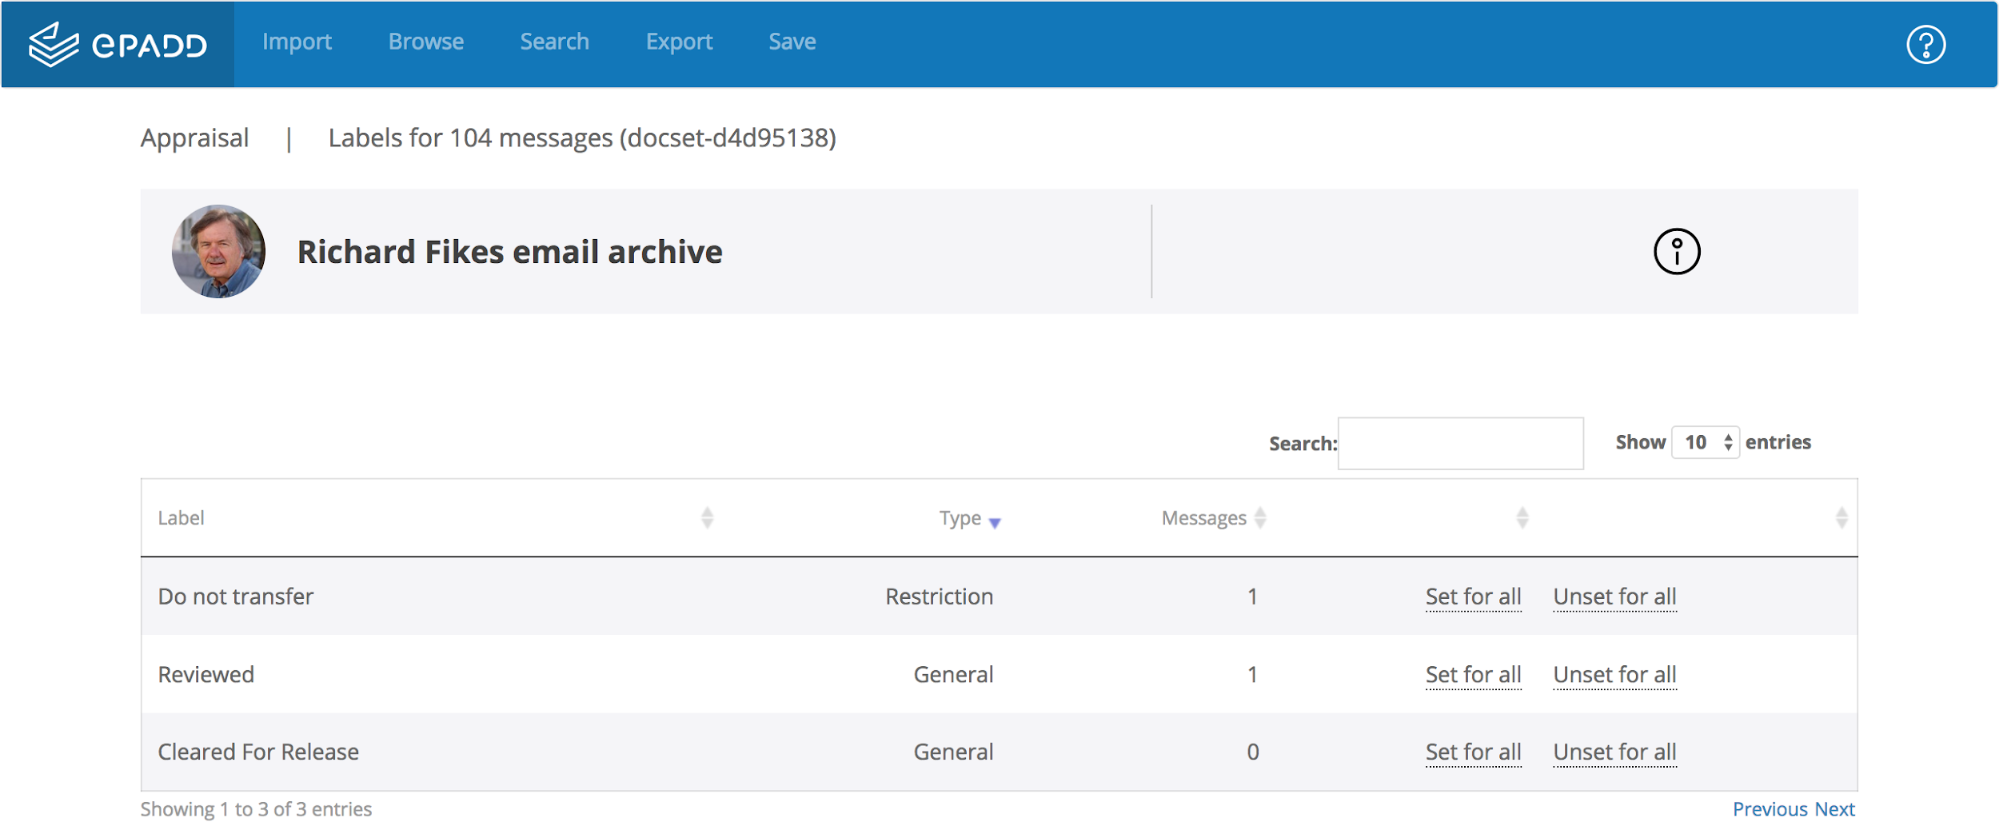 ePADD Import Browse Search Export Save ?
Appraisal | Labels for 104 messages (docset-d4d95138)
Richard Fikes email archive
Search: Show 10 entries
Label Type Messages
Do not transfer Restriction 1 Set for all Unset for all
Reviewed General 1 Set for all Unset for all
Cleared For Release General 0 Set for all Unset for all
Showing 1 to 3 of 3 entries Previous Next